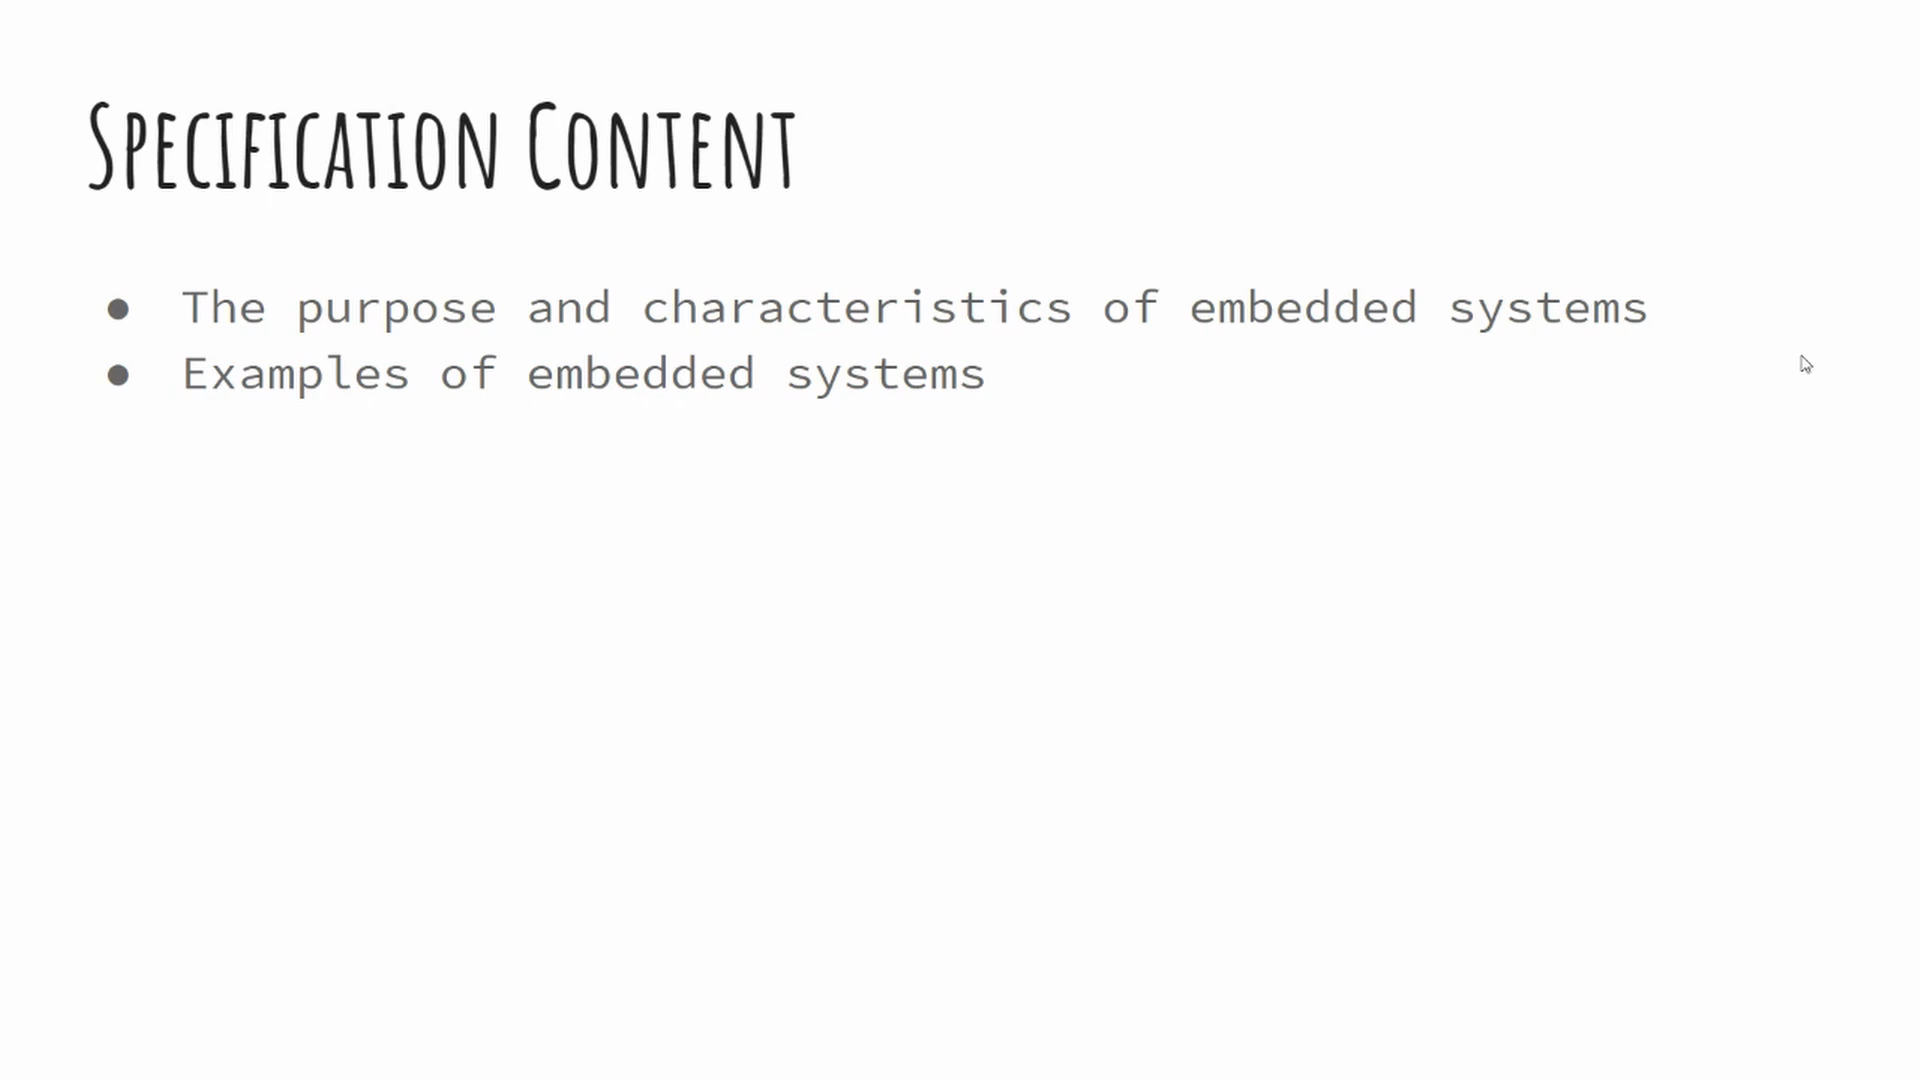 Specification Content
● The purpose and characteristics of embedded systems
● Examples of embedded systems